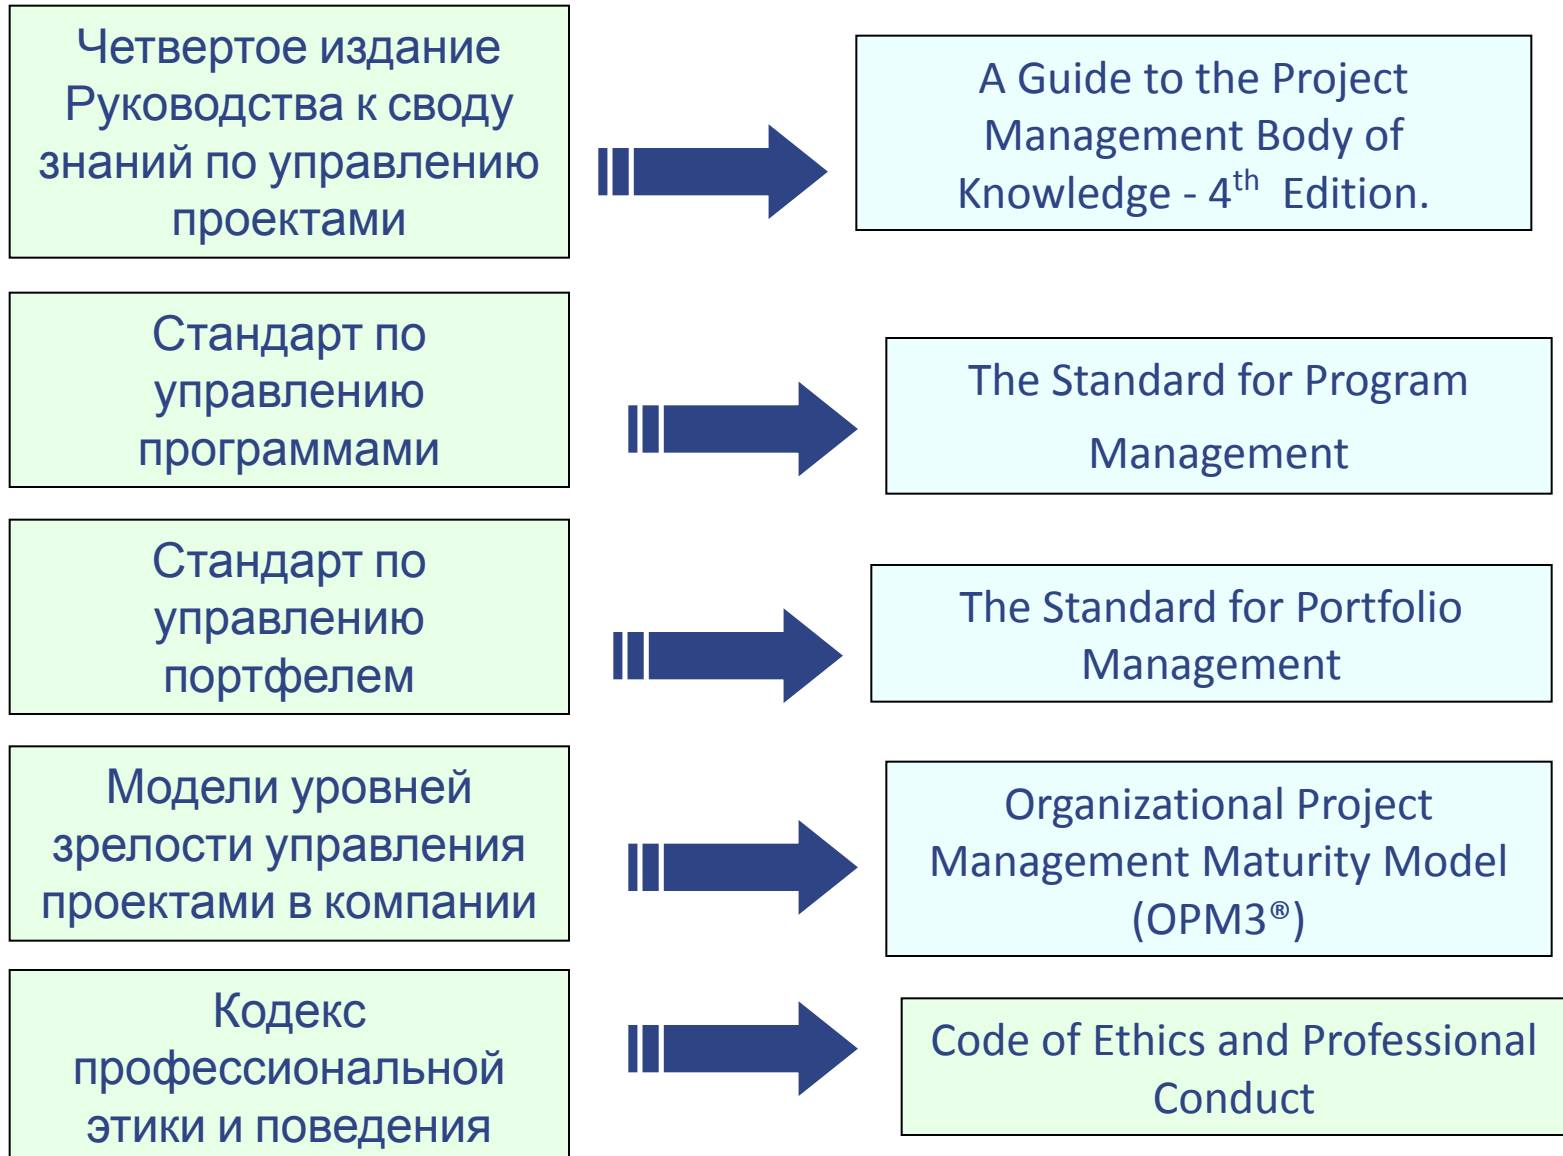 Четвертое издание
Руководства к своду
знаний по управлению
проектами
A Guide to the Project
Management Body of
Knowledge - 4th Edition.
Стандарт по
управлению
программами
The Standard for Program
Management
Стандарт по
управлению
портфелем
The Standard for Portfolio
Management
Модели уровней
зрелости управления
проектами в компании
Organizational Project
Management Maturity Model
(OPM3®)
Кодекс
профессиональной
этики и поведения
Code of Ethics and Professional
Conduct